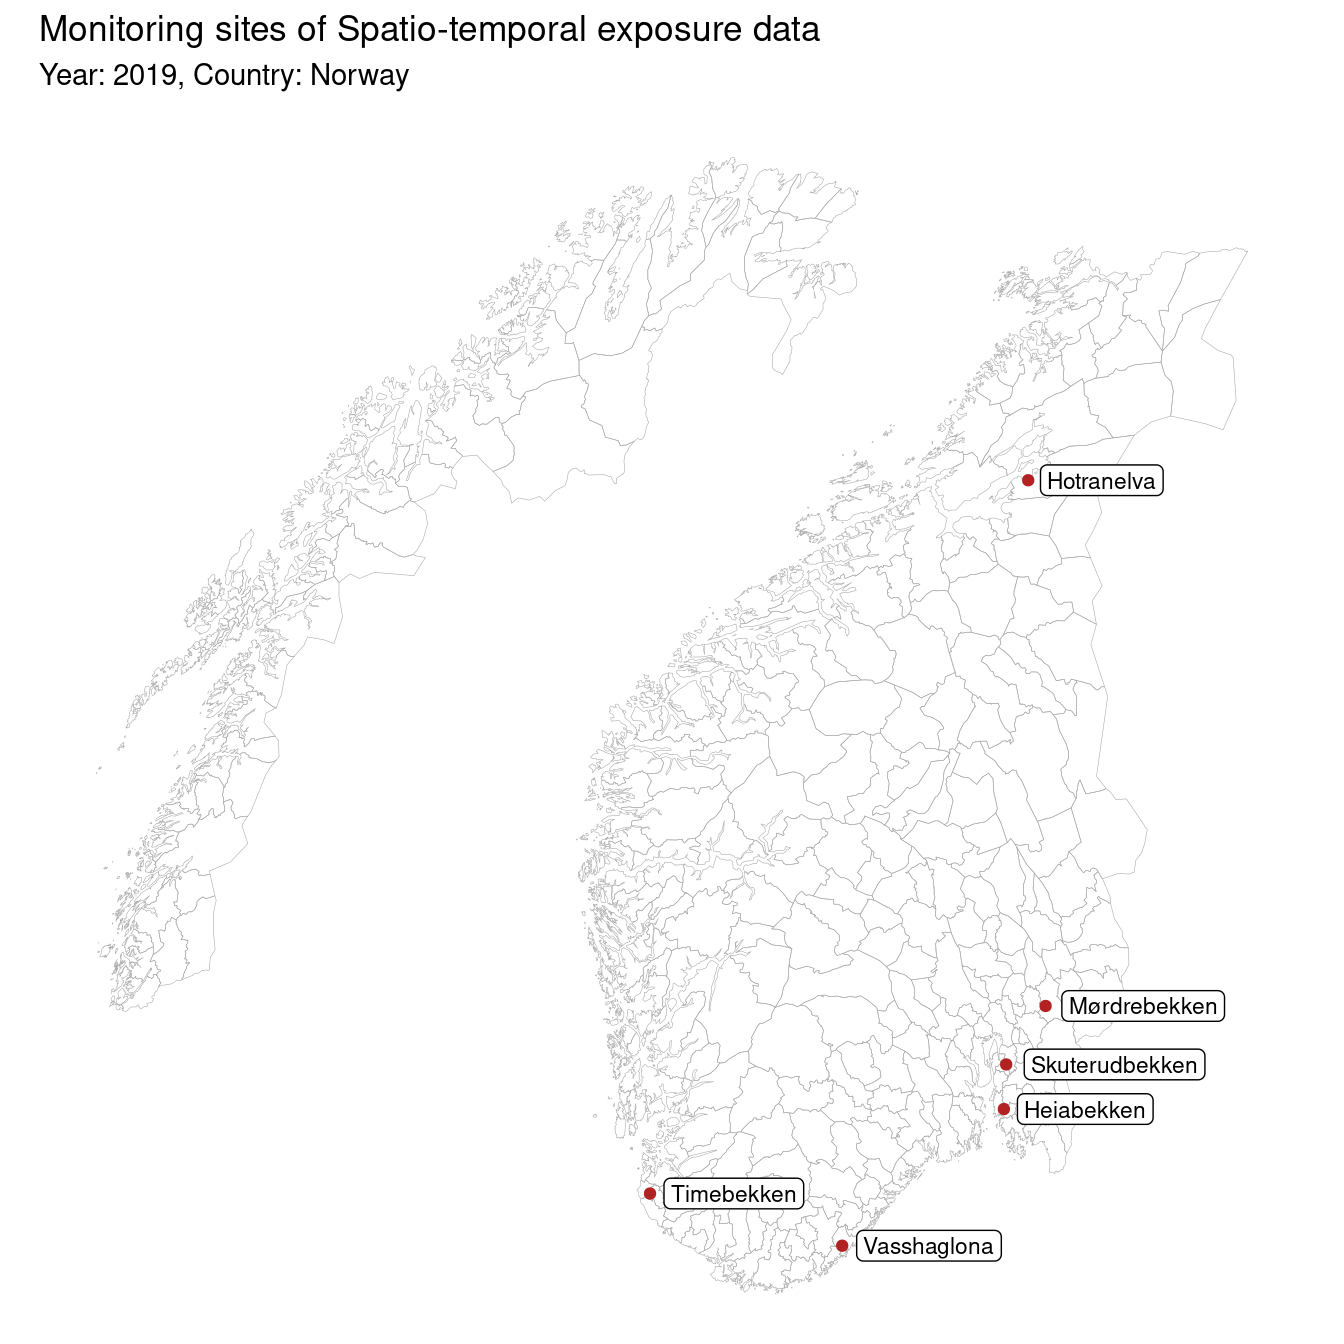 Monitoring sites of Spatio-temporal exposure data
Year: 2019, Country: Norway
Hotranelva
Mørdrebekken
Skuterudbekken
Heiabekken
Timebekken
Vasshaglona